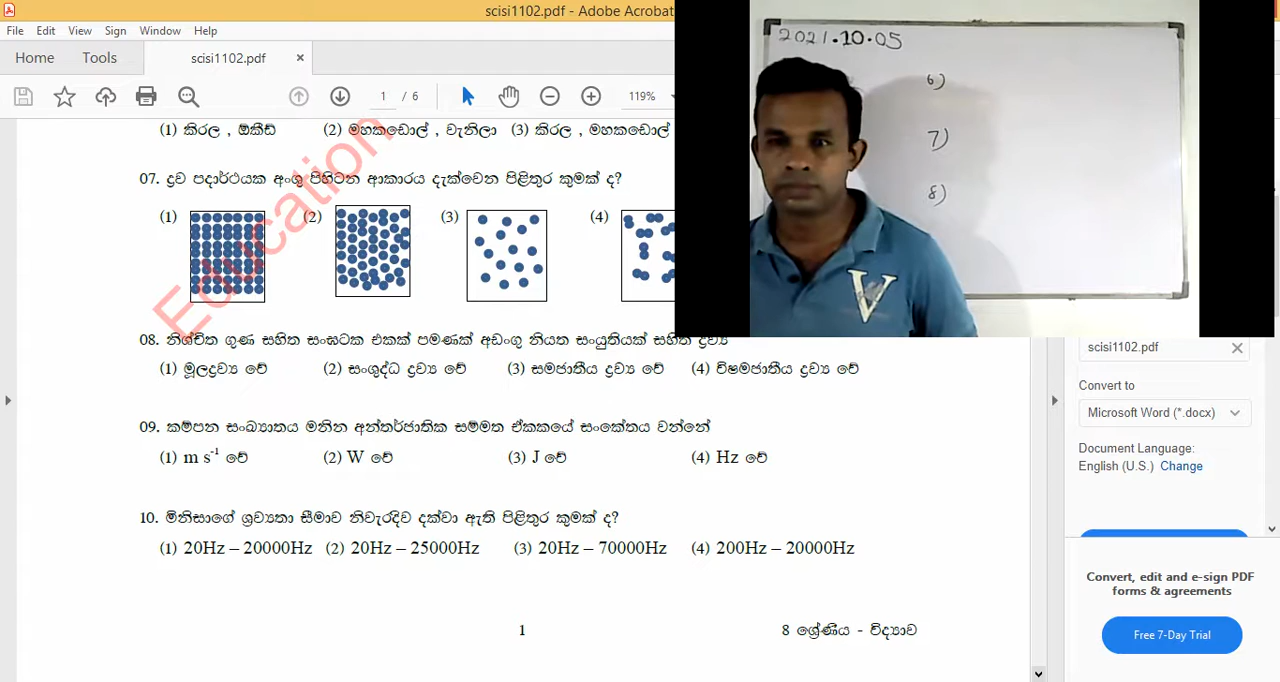 scisi1102.pdf - Adobe Acrobat
File Edit View Sign Window Help
Home Tools scisi1102.pdf ×
1 / 6 119%
2021.10.05
6)
7)
8)
(1) කිරල , ඕකිඩ් (2) මහකඩොල් , වැනිලා (3) කිරල , මහකඩොල්
07. ද්‍රව පදාර්ථයක අංශු පිහිටන ආකාරය දැක්වෙන පිළිතුර කුමක් ද?
(1) (2) (3) (4)
Education
08. නිශ්චිත ගුණ සහිත සංඝටක එකක් පමණක් අඩංගු නියත සංයුතියක් සහිත ද්‍රව්‍ය
(1) මූලද්‍රව්‍ය වේ (2) සංශුද්ධ ද්‍රව්‍ය වේ (3) සමජාතීය ද්‍රව්‍ය වේ (4) විෂමජාතීය ද්‍රව්‍ය වේ
09. කම්පන සංඛ්‍යාතය මනින අන්තර්ජාතික සම්මත ඒකකයේ සංකේතය වන්නේ
(1) m s⁻¹ වේ (2) W වේ (3) J වේ (4) Hz වේ
10. මිනිසාගේ ශ්‍රව්‍යතා සීමාව නිවැරදිව දක්වා ඇති පිළිතුර කුමක් ද?
(1) 20Hz – 20000Hz (2) 20Hz – 25000Hz (3) 20Hz – 70000Hz (4) 200Hz – 20000Hz
1 8 ශ්‍රේණිය - විද්‍යාව
scisi1102.pdf
Convert to
Microsoft Word (*.docx)
Document Language:
English (U.S.) Change
Convert, edit and e-sign PDF
forms & agreements
Free 7-Day Trial